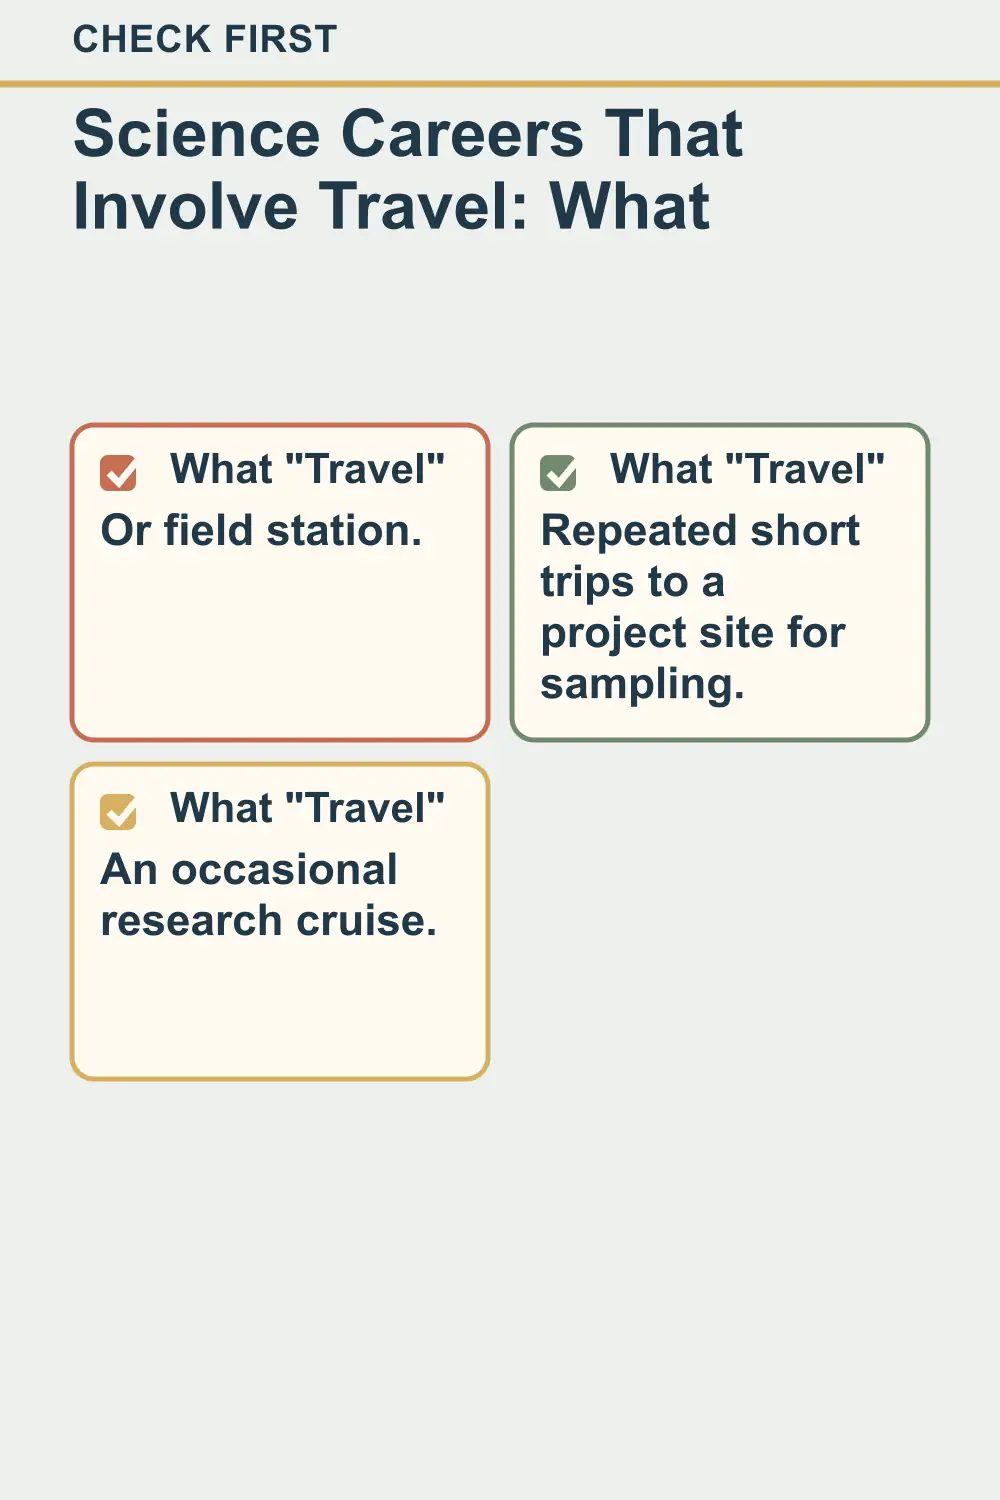 CHECK FIRST
Science Careers That
Involve Travel: What
What "Travel"
Or field station.
What "Travel"
Repeated short
trips to a
project site for
sampling.
What "Travel"
An occasional
research cruise.